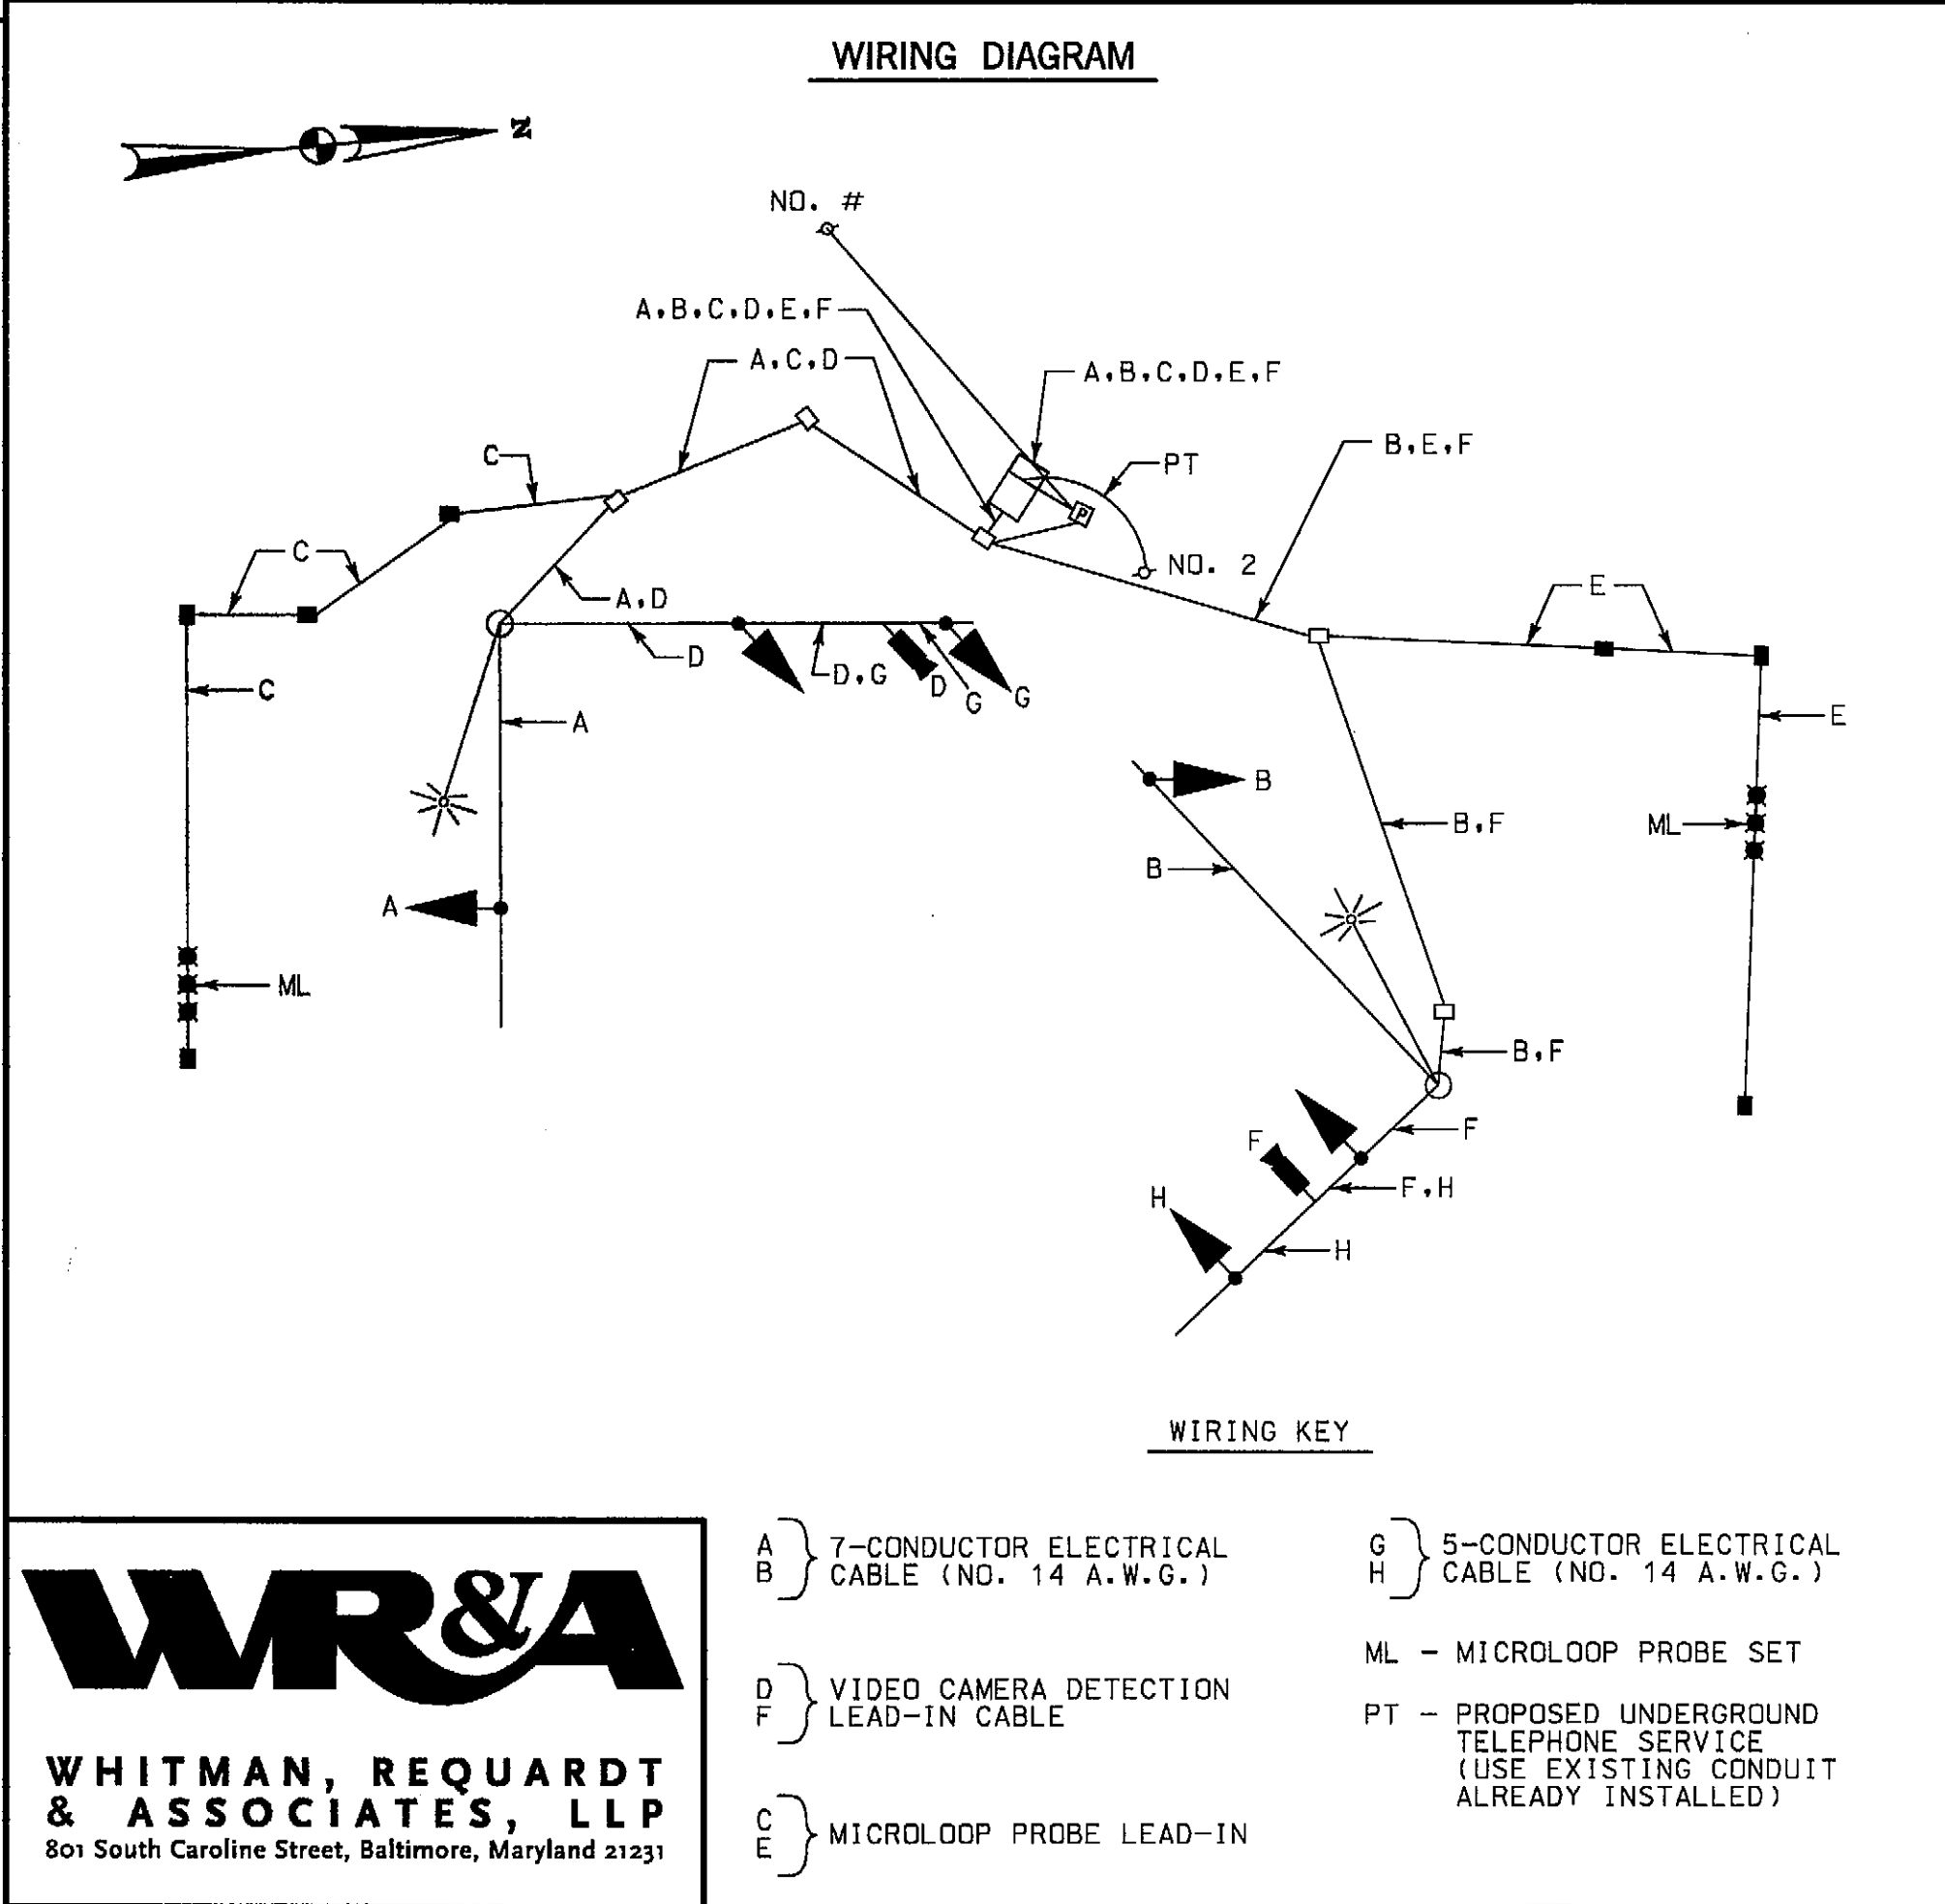 WIRING DIAGRAM
N
NO. #
A,B,C,D,E,F
A,C,D
A,B,C,D,E,F
B,E,F
C
PT
C
NO. 2
A,D
E
D
D,G
D
G
G
C
A
E
B
ML
B,F
B
A
ML
B,F
F
F
F,H
H
H
WIRING KEY
A
B
7-CONDUCTOR ELECTRICAL
CABLE (NO. 14 A.W.G.)
D
F
VIDEO CAMERA DETECTION
LEAD-IN CABLE
C
E
MICROLOOP PROBE LEAD-IN
G
H
5-CONDUCTOR ELECTRICAL
CABLE (NO. 14 A.W.G.)
ML - MICROLOOP PROBE SET
PT - PROPOSED UNDERGROUND
TELEPHONE SERVICE
(USE EXISTING CONDUIT
ALREADY INSTALLED)
P
WR&A
WHITMAN, REQUARDT
& ASSOCIATES, LLP
801 South Caroline Street, Baltimore, Maryland 21231